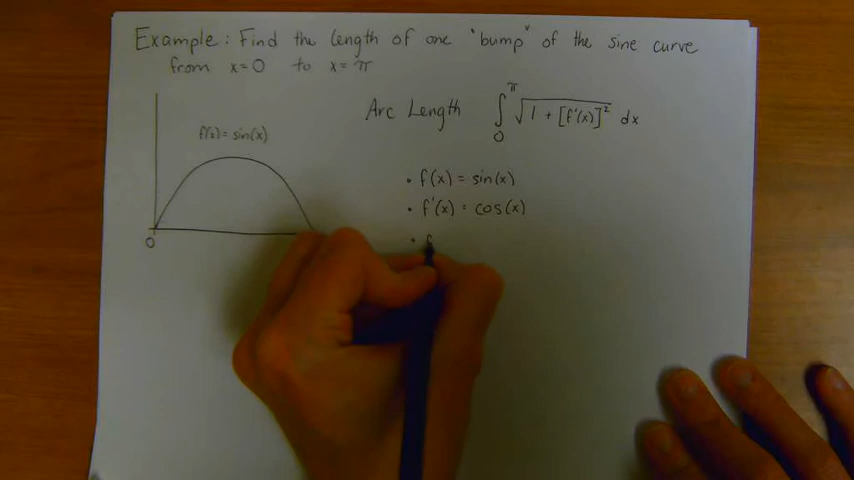 Example: Find the length of one "bump" of the sine curve
from x=0 to x=π
Arc Length ∫₀^π √(1 + [f'(x)]²) dx
f(x) = sin(x)
0
• f(x) = sin(x)
• f'(x) = cos(x)
• f